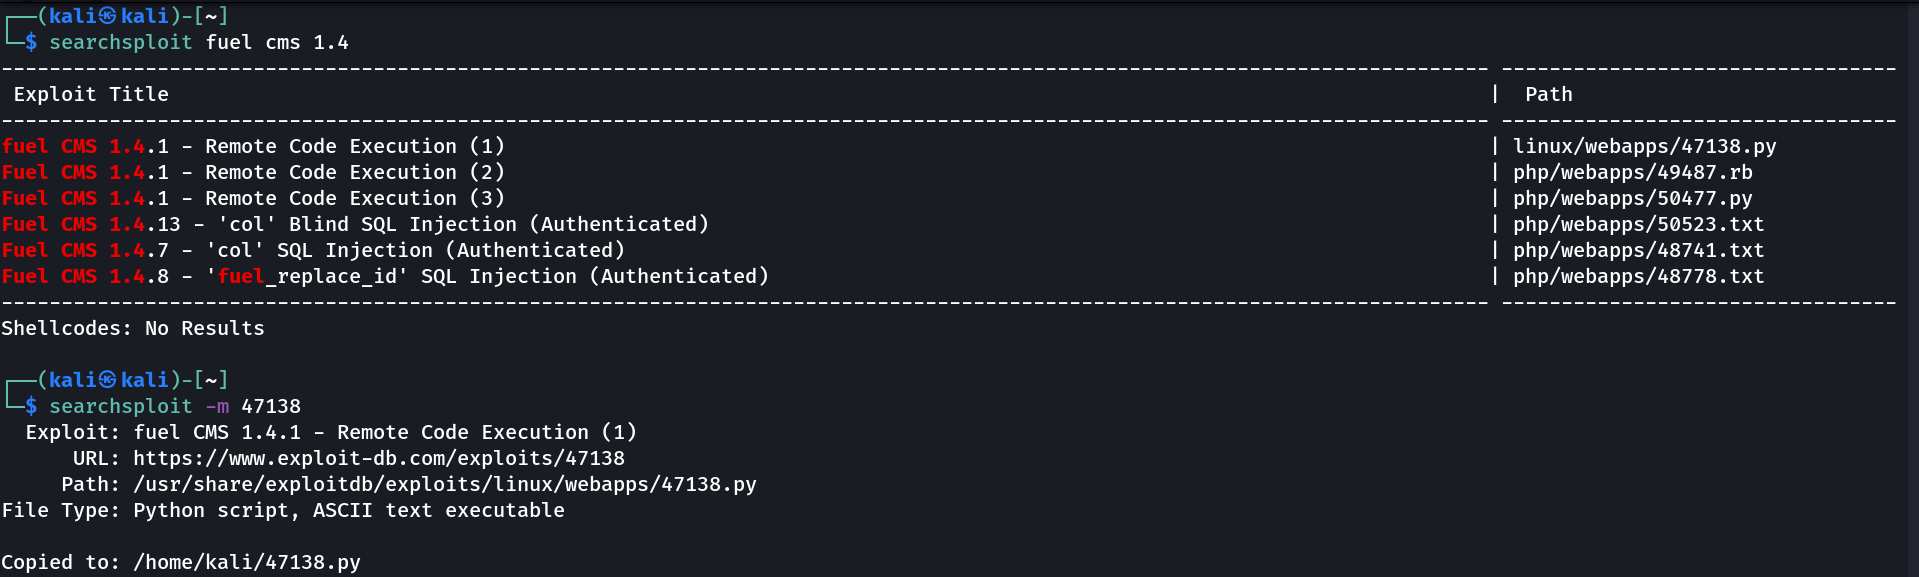 ┌──(kali㉿kali)-[~]
└─$ searchsploit fuel cms 1.4
---------------------------------------------------------------------------------------------------------------------------- ---------------------------------
 Exploit Title | Path
---------------------------------------------------------------------------------------------------------------------------- ---------------------------------
fuel CMS 1.4.1 - Remote Code Execution (1) | linux/webapps/47138.py
Fuel CMS 1.4.1 - Remote Code Execution (2) | php/webapps/49487.rb
Fuel CMS 1.4.1 - Remote Code Execution (3) | php/webapps/50477.py
Fuel CMS 1.4.13 - 'col' Blind SQL Injection (Authenticated) | php/webapps/50523.txt
Fuel CMS 1.4.7 - 'col' SQL Injection (Authenticated) | php/webapps/48741.txt
Fuel CMS 1.4.8 - 'fuel_replace_id' SQL Injection (Authenticated) | php/webapps/48778.txt
---------------------------------------------------------------------------------------------------------------------------- ---------------------------------
Shellcodes: No Results
┌──(kali㉿kali)-[~]
└─$ searchsploit -m 47138
  Exploit: fuel CMS 1.4.1 - Remote Code Execution (1)
      URL: https://www.exploit-db.com/exploits/47138
     Path: /usr/share/exploitdb/exploits/linux/webapps/47138.py
File Type: Python script, ASCII text executable
Copied to: /home/kali/47138.py